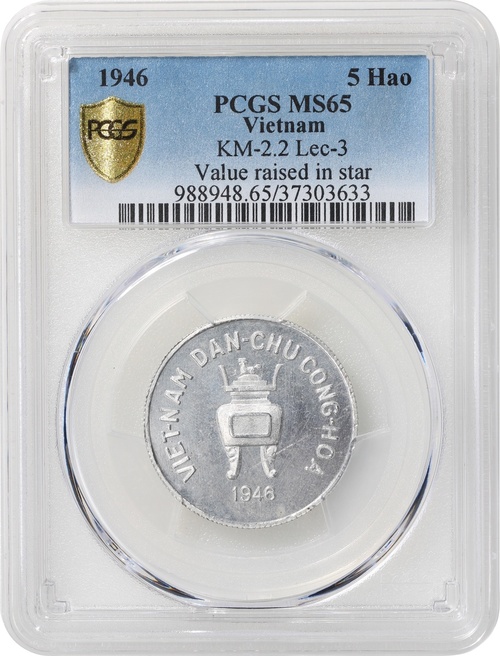 1946 5 Hao
PCGS MS65
Vietnam
KM-2.2 Lec-3
Value raised in star
988948.65/37303633
PCGS
VIET-NAM DAN-CHU CONG-HOA
1946